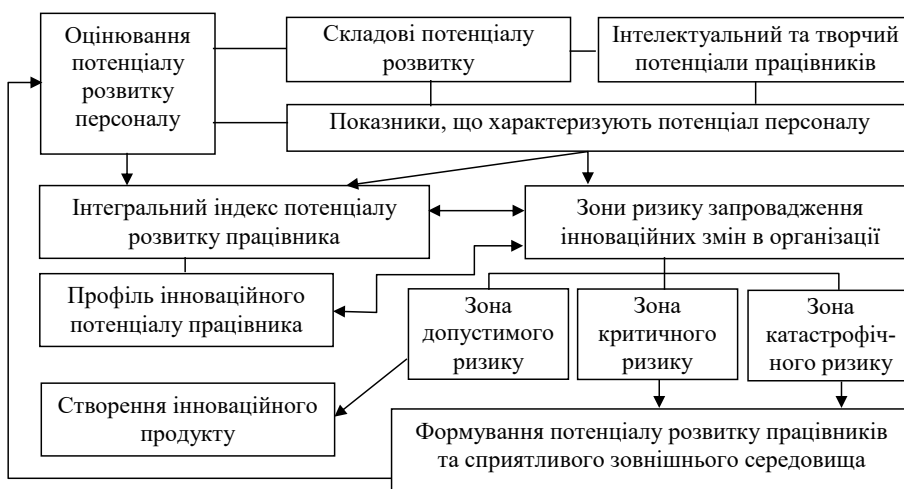 Оцінювання
потенціалу
розвитку
персоналу
Складові потенціалу
розвитку
Інтелектуальний та творчий
потенціали працівників
Показники, що характеризують потенціал персоналу
Інтегральний індекс потенціалу
розвитку працівника
Зони ризику запровадження
інноваційних змін в організації
Профіль інноваційного
потенціалу працівника
Зона
допустимого
ризику
Зона
критичного
ризику
Зона
катастрофіч-
ного ризику
Створення інноваційного
продукту
Формування потенціалу розвитку працівників
та сприятливого зовнішнього середовища